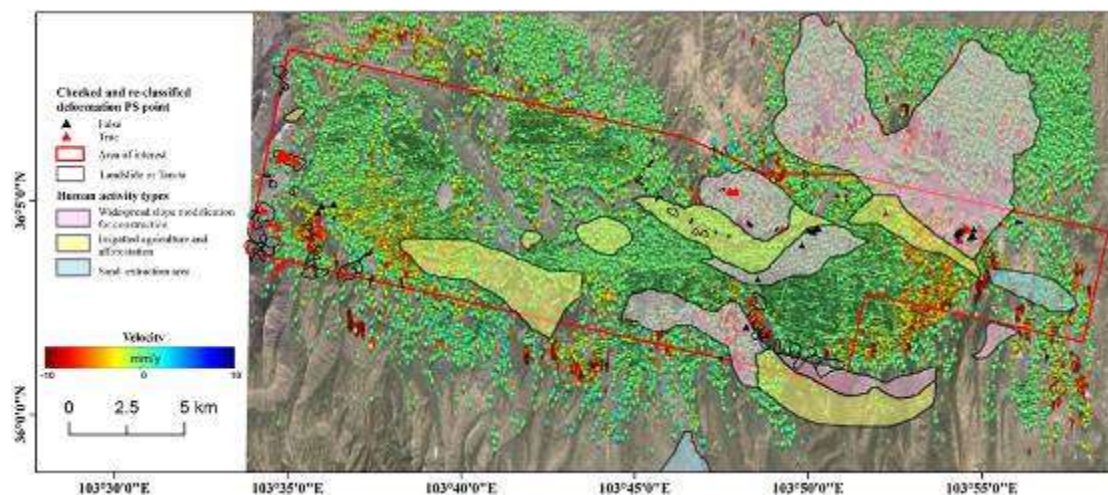 Checked and re-classified
deformation PS point
False
True
Area of interest
Landslide or Taruta
Human activity types
Widespread slope modification
for construction
Irrigated agriculture and
afforestation
Sand- extraction area
Velocity
mm/y
-10
0
10
0
2.5
5 km
36°5'0"N
36°0'0"N
103°30'0"E
103°35'0"E
103°40'0"E
103°45'0"E
103°50'0"E
103°55'0"E